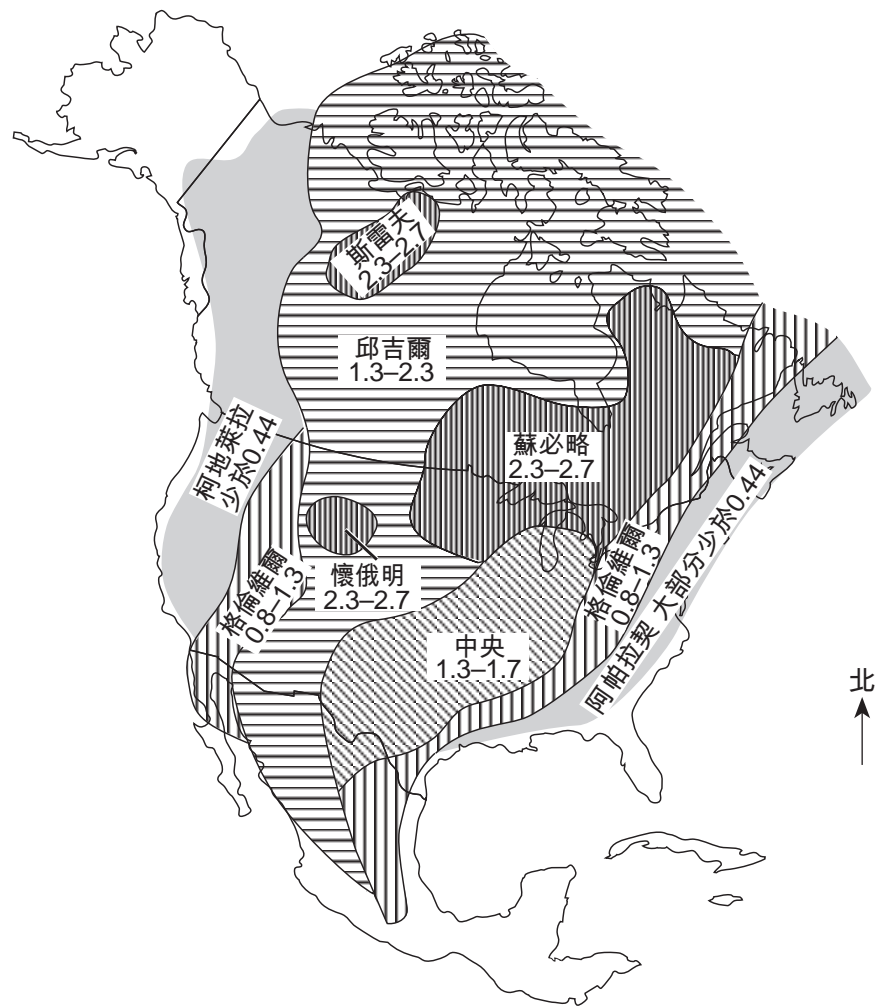 斯雷夫
2.3–2.7
邱吉爾
1.3–2.3
蘇必略
2.3–2.7
柯地萊拉
少於0.44
懷俄明
2.3–2.7
格倫維爾
0.8–1.3
格倫維爾
0.8–1.3
阿帕拉契 大部分少於0.44
中央
1.3–1.7
北